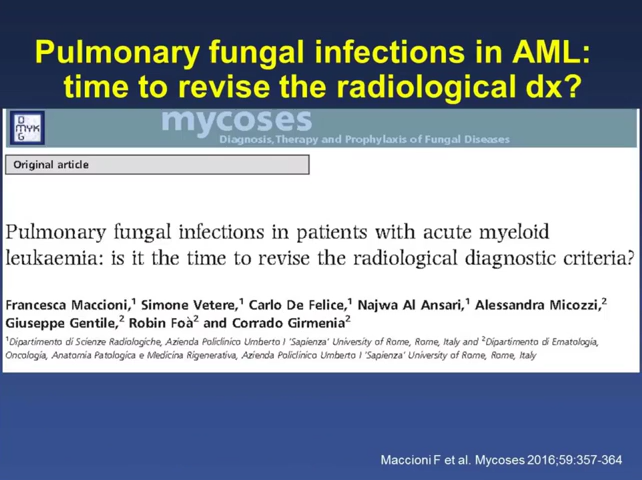 Pulmonary fungal infections in AML:
time to revise the radiological dx?
D
MYK
G
mycoses
Diagnosis,Therapy and Prophylaxis of Fungal Diseases
Original article
Pulmonary fungal infections in patients with acute myeloid
leukaemia: is it the time to revise the radiological diagnostic criteria?
Francesca Maccioni,1 Simone Vetere,1 Carlo De Felice,1 Najwa Al Ansari,1 Alessandra Micozzi,2
Giuseppe Gentile,2 Robin Foà2 and Corrado Girmenia2
1Dipartimento di Scienze Radiologiche, Azienda Policlinico Umberto I 'Sapienza' University of Rome, Rome, Italy and 2Dipartimento di Ematologia,
Oncologia, Anatomia Patologica e Medicina Rigenerativa, Azienda Policlinico Umberto I 'Sapienza' University of Rome, Rome, Italy
Maccioni F et al. Mycoses 2016;59:357-364